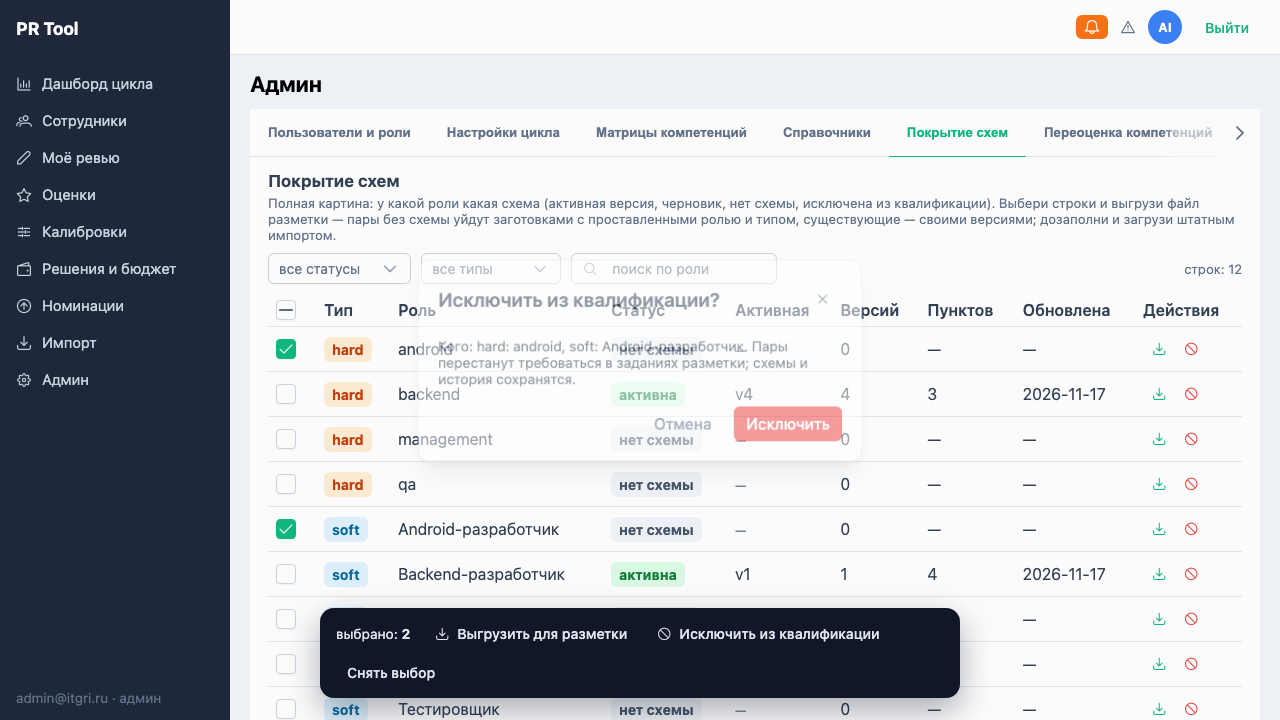 PR Tool
AI
Выйти
Дашборд цикла
Сотрудники
Моё ревью
Оценки
Калибровки
Решения и бюджет
Номинации
Импорт
Админ
admin@itgri.ru · админ
Админ
Пользователи и роли Настройки цикла Матрицы компетенций Справочники Покрытие схем Переоценка компетенций
Покрытие схем
Полная картина: у какой роли какая схема (активная версия, черновик, нет схемы, исключена из квалификации). Выбери строки и выгрузи файл
разметки — пары без схемы уйдут заготовками с проставленными ролью и типом, существующие — своими версиями; дозаполни и загрузи штатным
импортом.
все статусы все типы поиск по роли строк: 12
Исключить из квалификации?
Кого: hard: android, soft: Android-разработчик. Пары
перестанут требоваться в заданиях разметки; схемы и
история сохранятся.
Отмена Исключить
Тип Роль Статус Активная Версий Пунктов Обновлена Действия
hard android нет схемы — 0 — —
hard backend активна v4 4 3 2026-11-17
hard management нет схемы — 0 — —
hard qa нет схемы — 0 — —
soft Android-разработчик нет схемы — 0 — —
soft Backend-разработчик активна v1 1 4 2026-11-17
—
—
soft Тестировщик нет схемы — 0 — —
выбрано: 2 Выгрузить для разметки Исключить из квалификации
Снять выбор